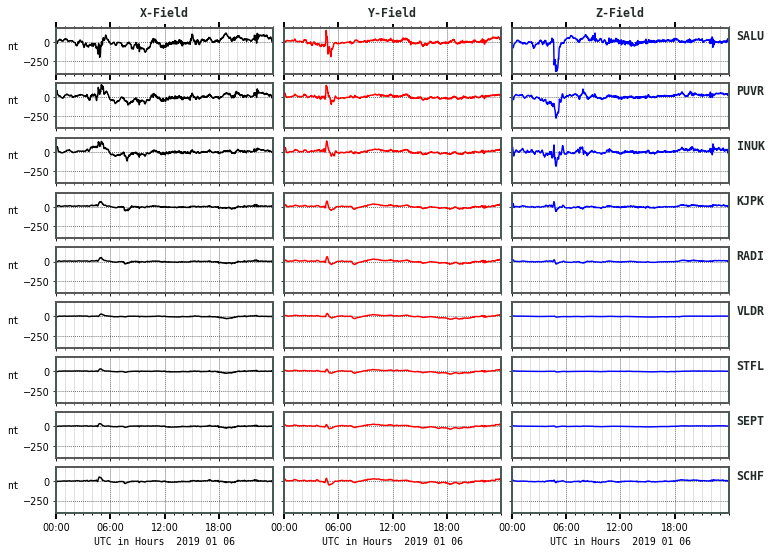 X-Field Y-Field Z-Field
nt 0 −250 SALU
nt 0 −250 PUVR
nt 0 −250 INUK
nt 0 −250 KJPK
nt 0 −250 RADI
nt 0 −250 VLDR
nt 0 −250 STFL
nt 0 −250 SEPT
nt 0 −250 SCHF
00:00 06:00 12:00 18:00 00:00 06:00 12:00 18:00 00:00 06:00 12:00 18:00
UTC in Hours 2019 01 06 UTC in Hours 2019 01 06 UTC in Hours 2019 01 06